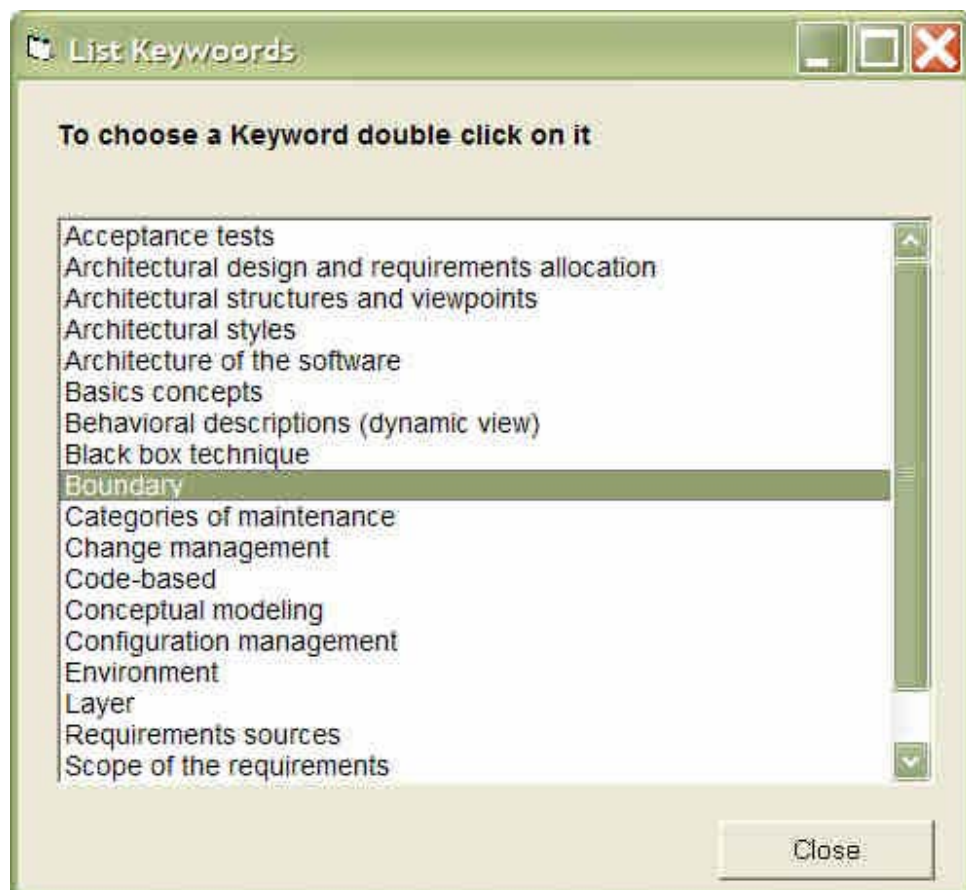 List Keywoords
To choose a Keyword double click on it
Acceptance tests
Architectural design and requirements allocation
Architectural structures and viewpoints
Architectural styles
Architecture of the software
Basics concepts
Behavioral descriptions (dynamic view)
Black box technique
Boundary
Categories of maintenance
Change management
Code-based
Conceptual modeling
Configuration management
Environment
Layer
Requirements sources
Scope of the requirements
Close